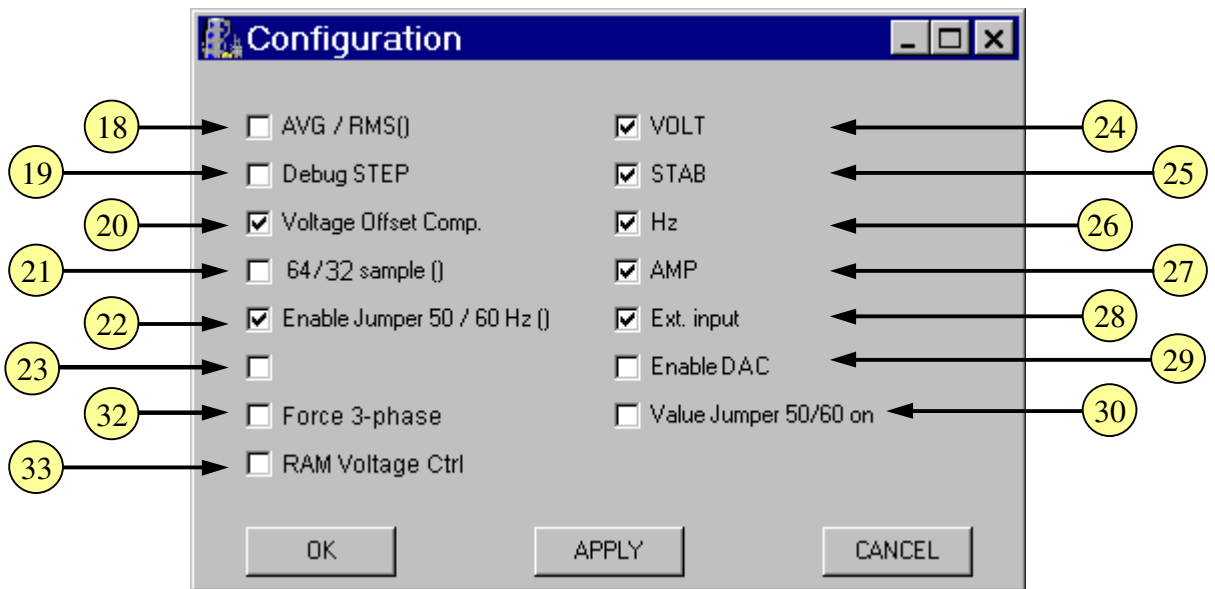 Configuration
18 AVG / RMS() VOLT 24
19 Debug STEP STAB 25
20 Voltage Offset Comp. Hz 26
21 64/32 sample () AMP 27
22 Enable Jumper 50 / 60 Hz () Ext. input 28
23 Enable DAC 29
32 Force 3-phase Value Jumper 50/60 on 30
33 RAM Voltage Ctrl
OK APPLY CANCEL